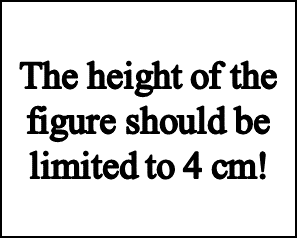 The height of the
figure should be
limited to 4 cm!